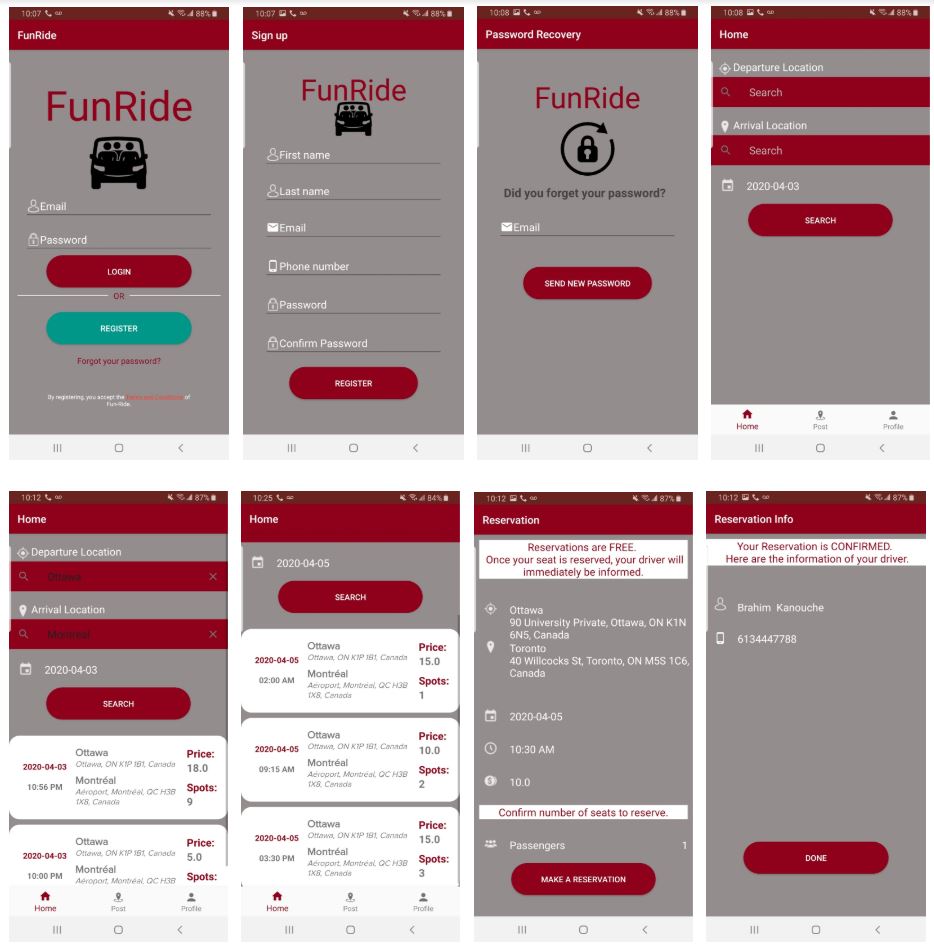 10:07 88%
FunRide
FunRide
Email
Password
LOGIN
OR
REGISTER
Forgot your password?
By registering, you accept the Terms and Conditions of
Fun-Ride.
10:07 88%
Sign up
FunRide
First name
Last name
Email
Phone number
Password
Confirm Password
REGISTER
10:08 88%
Password Recovery
FunRide
Did you forget your password?
Email
SEND NEW PASSWORD
10:08 88%
Home
Departure Location
Search
Arrival Location
Search
2020-04-03
SEARCH
Home Post Profile
10:12 87%
Home
Departure Location
Ottawa
Arrival Location
Montreal
2020-04-03
SEARCH
2020-04-03
10:56 PM
Ottawa
Ottawa, ON K1P 1B1, Canada
Montréal
Aéroport, Montréal, QC H3B
1X8, Canada
Price:
18.0
Spots:
9
2020-04-03
10:00 PM
Ottawa
Ottawa, ON K1P 1B1, Canada
Montréal
Aéroport, Montréal, QC H3B
Price:
5.0
Spots:
Home Post Profile
10:25 84%
Home
2020-04-05
SEARCH
2020-04-05
02:00 AM
Ottawa
Ottawa, ON K1P 1B1, Canada
Montréal
Aéroport, Montréal, QC H3B
1X8, Canada
Price:
15.0
Spots:
1
2020-04-05
09:15 AM
Ottawa
Ottawa, ON K1P 1B1, Canada
Montréal
Aéroport, Montréal, QC H3B
1X8, Canada
Price:
10.0
Spots:
2
2020-04-05
03:30 PM
Ottawa
Ottawa, ON K1P 1B1, Canada
Montréal
Aéroport, Montréal, QC H3B
1X8, Canada
Price:
15.0
Spots:
3
Home Post Profile
10:12 87%
Reservation
Reservations are FREE.
Once your seat is reserved, your driver will
immediately be informed.
Ottawa
90 University Private, Ottawa, ON K1N
6N5, Canada
Toronto
40 Willcocks St, Toronto, ON M5S 1C6,
Canada
2020-04-05
10:30 AM
10.0
Confirm number of seats to reserve.
Passengers 1
MAKE A RESERVATION
10:12 87%
Reservation Info
Your Reservation is CONFIRMED.
Here are the information of your driver.
Brahim Kanouche
6134447788
DONE